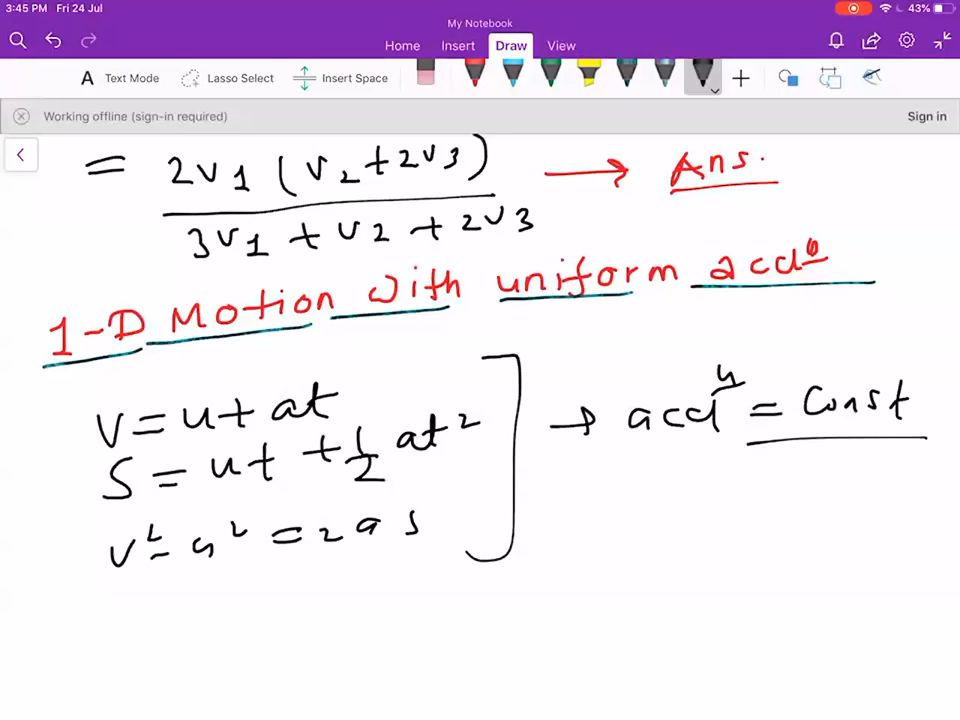 3:45 PM Fri 24 Jul 43%
My Notebook
Home Insert Draw View
A Text Mode Lasso Select Insert Space
Working offline (sign-in required) Sign in
= 2v1 (v2+2v3) → Ans.
3v1 + v2 + 2v3
1-D Motion with uniform accⁿ
v = u + at
S = ut + 1/2 at²
v² - u² = 2as
→ accⁿ = Const